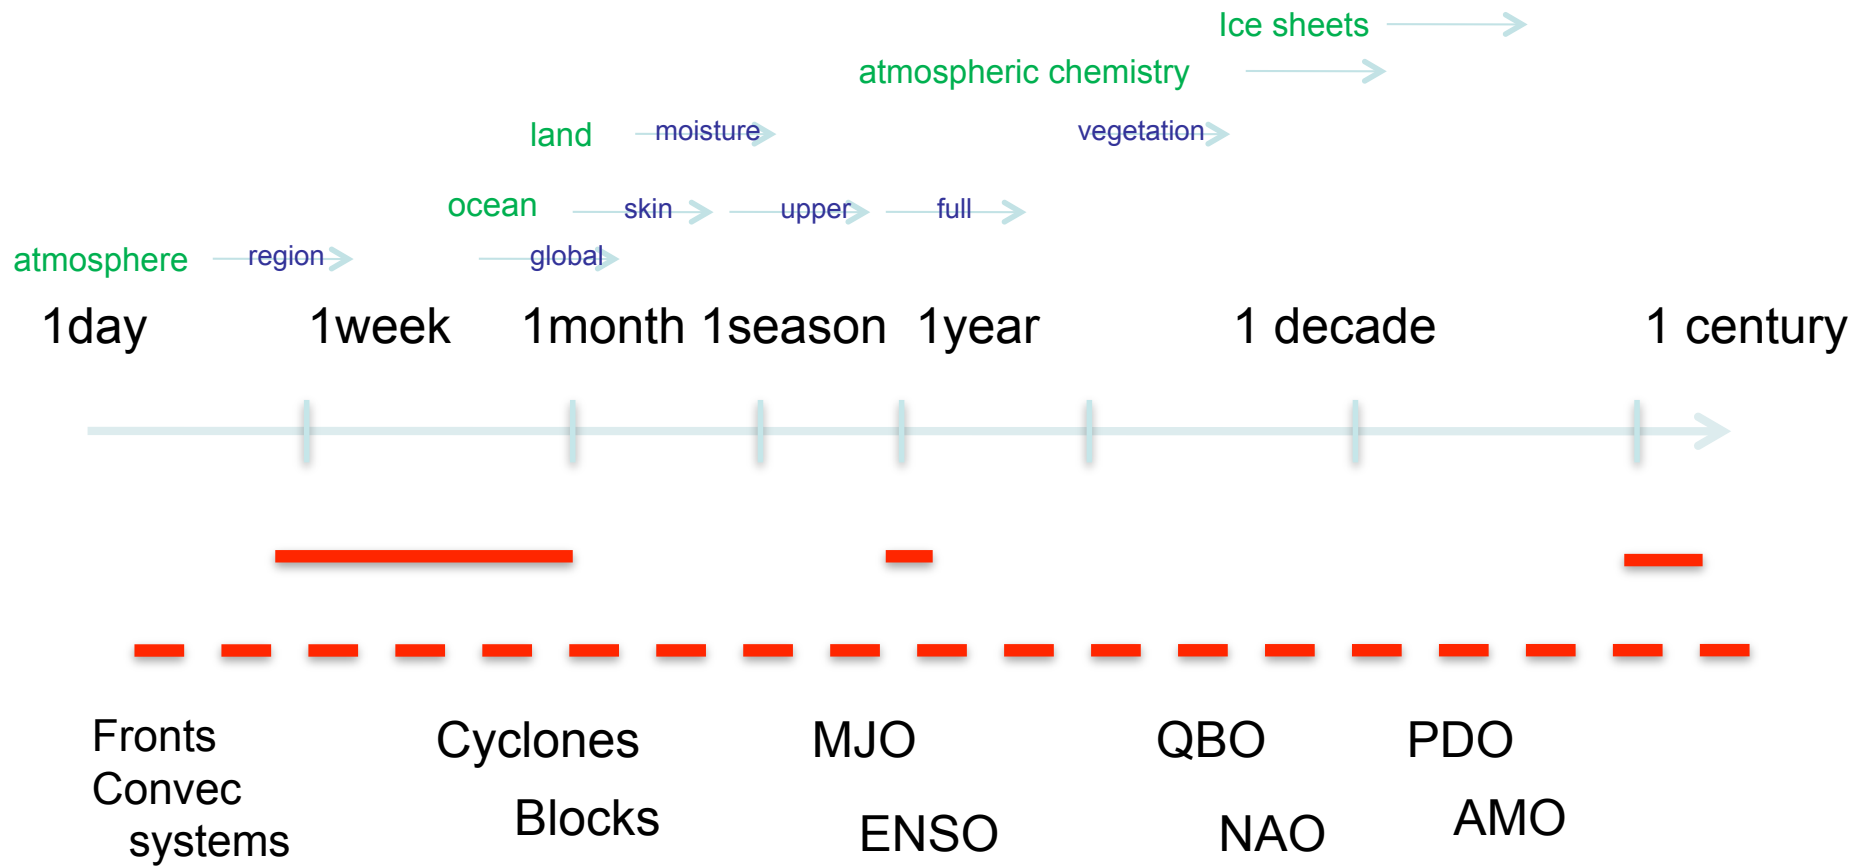 Ice sheets
atmospheric chemistry
land moisture vegetation
ocean skin upper full
atmosphere region global
1day 1week 1month 1season 1year 1 decade 1 century
Fronts Cyclones MJO QBO PDO
Convec
systems Blocks ENSO NAO AMO